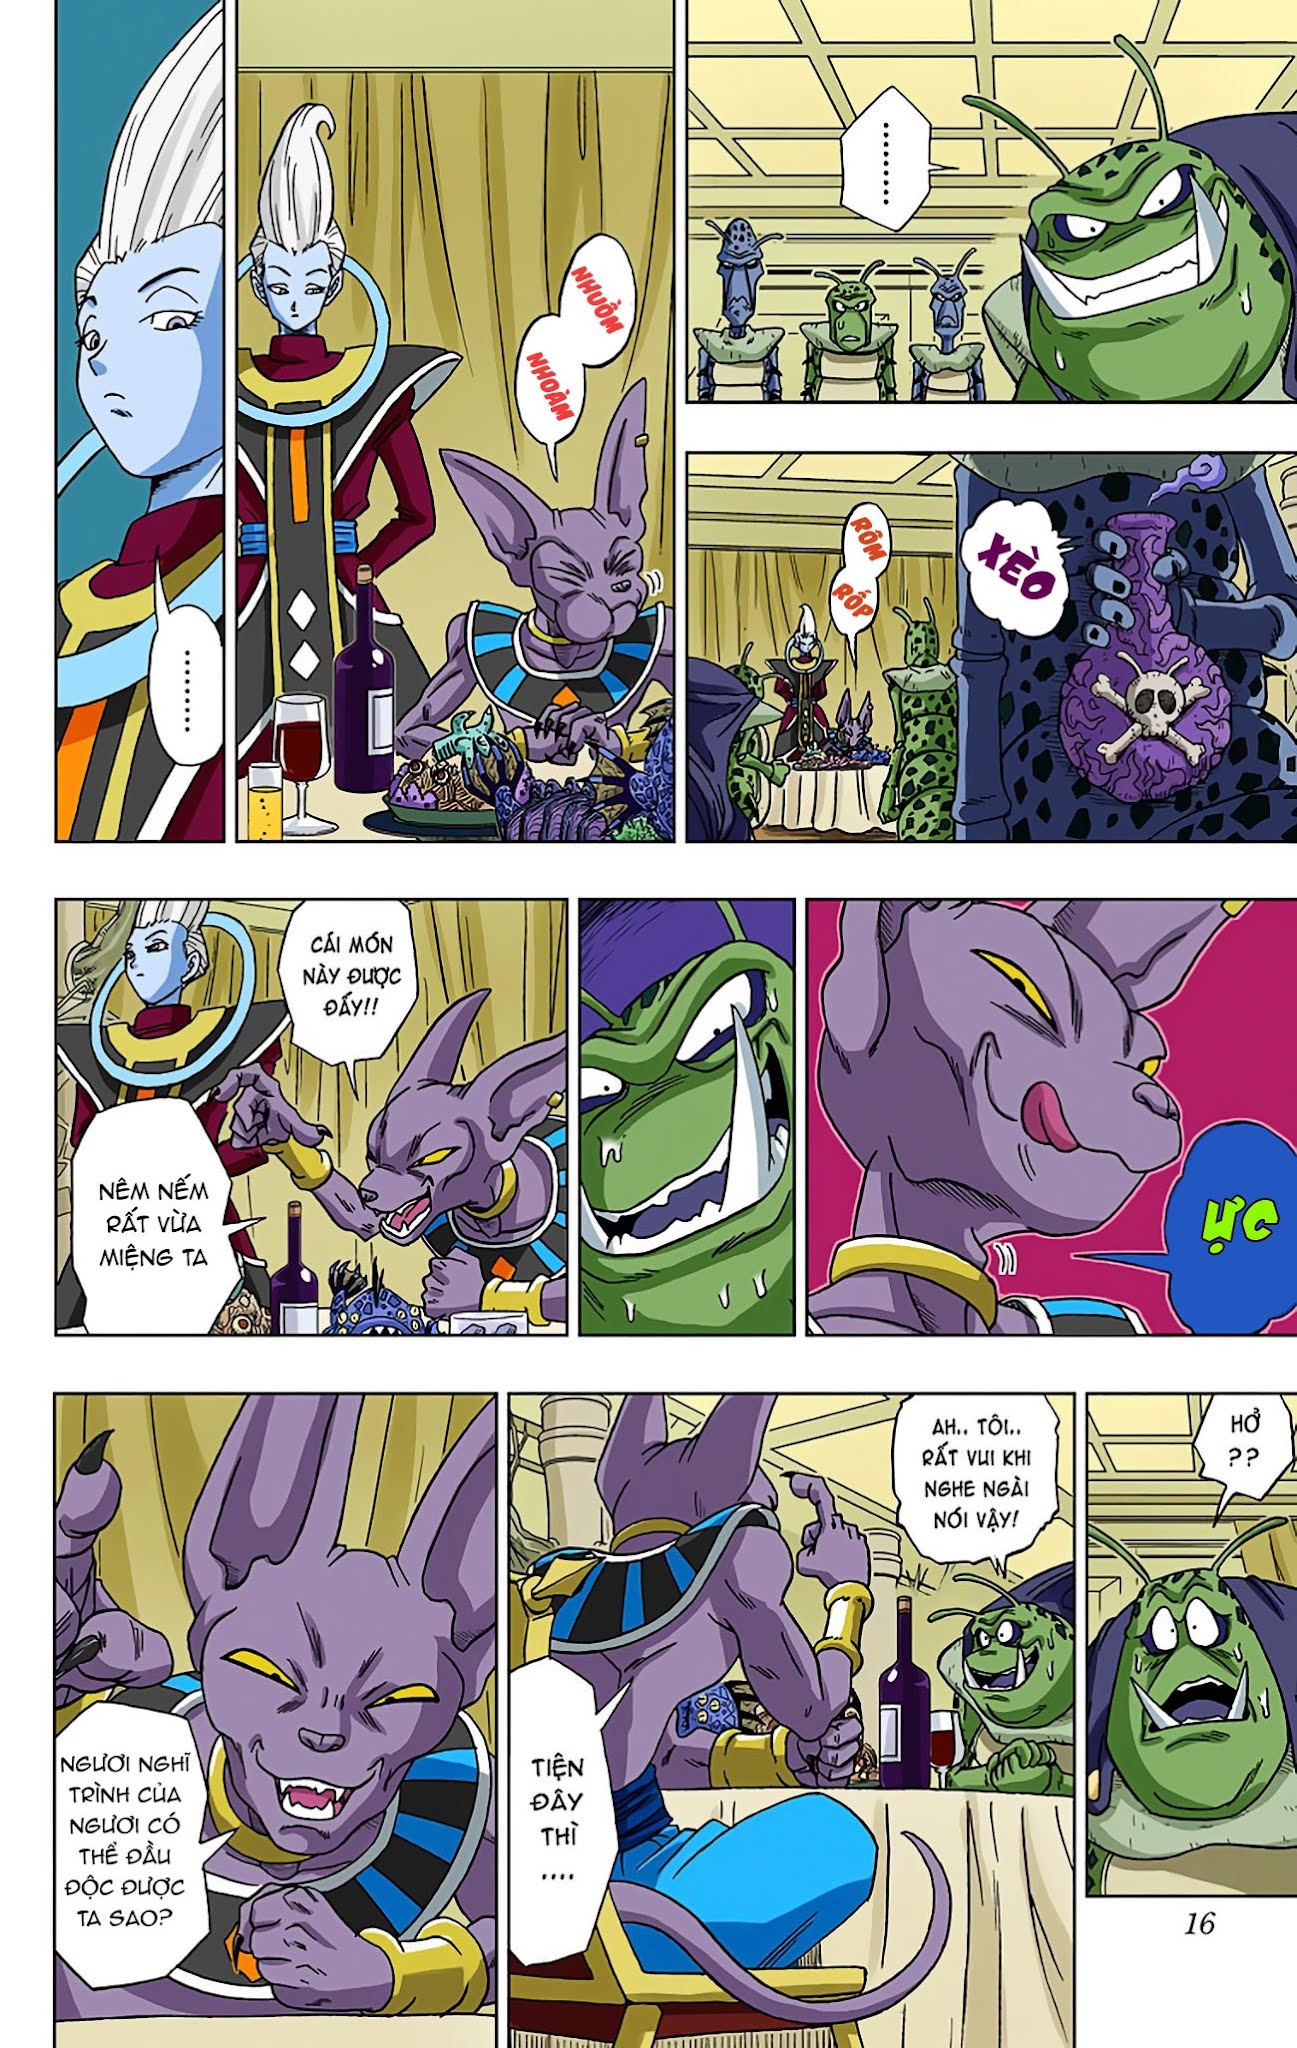 ........
XÈO
RÔM
RỐP
NHUỒM
NHOÀM
........
ỰC
CÁI MÓN
NÀY ĐƯỢC
ĐẤY!!
NÊM NẾM
RẤT VỪA
MIỆNG TA
HỞ
??
AH.. TÔI..
RẤT VUI KHI
NGHE NGÀI
NÓI VẬY!
TIỆN
ĐÂY
THÌ
....
NGƯƠI NGHĨ
TRÌNH CỦA
NGƯƠI CÓ
THỂ ĐẦU
ĐỘC ĐƯỢC
TA SAO?
16